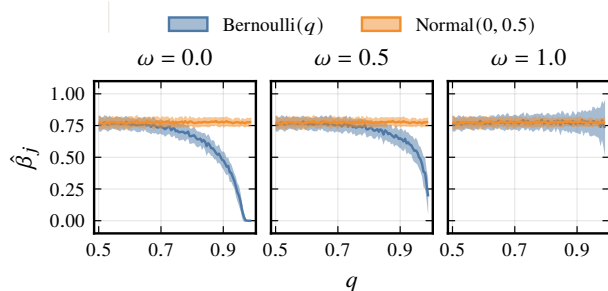 Bernoulli(q) Normal(0, 0.5)
ω = 0.0 ω = 0.5 ω = 1.0
1.00
0.75
0.50
0.25
0.00
β̂j
0.5 0.7 0.9 0.5 0.7 0.9 0.5 0.7 0.9
q